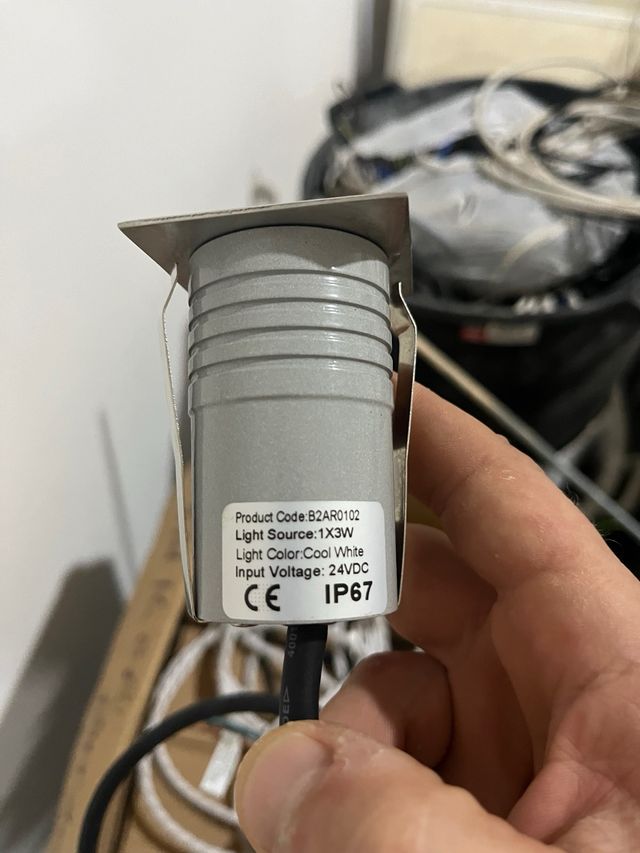 Product Code:B2AR0102
Light Source:1X3W
Light Color:Cool White
Input Voltage: 24VDC
CE IP67